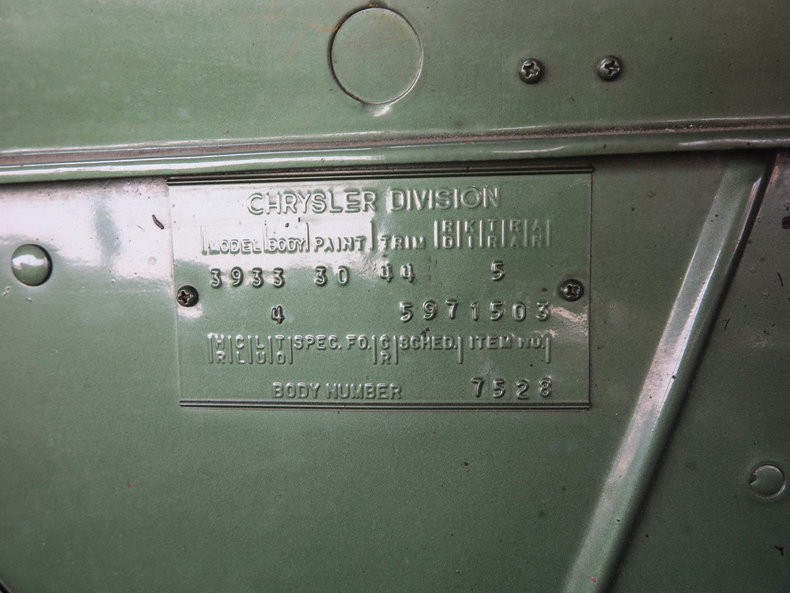 CHRYSLER DIVISION
MODEL BODY PAINT TRIM
3933 30 44 5
4 5971503
SPEC. FO. CR SCHED. ITEM NO.
BODY NUMBER 7528